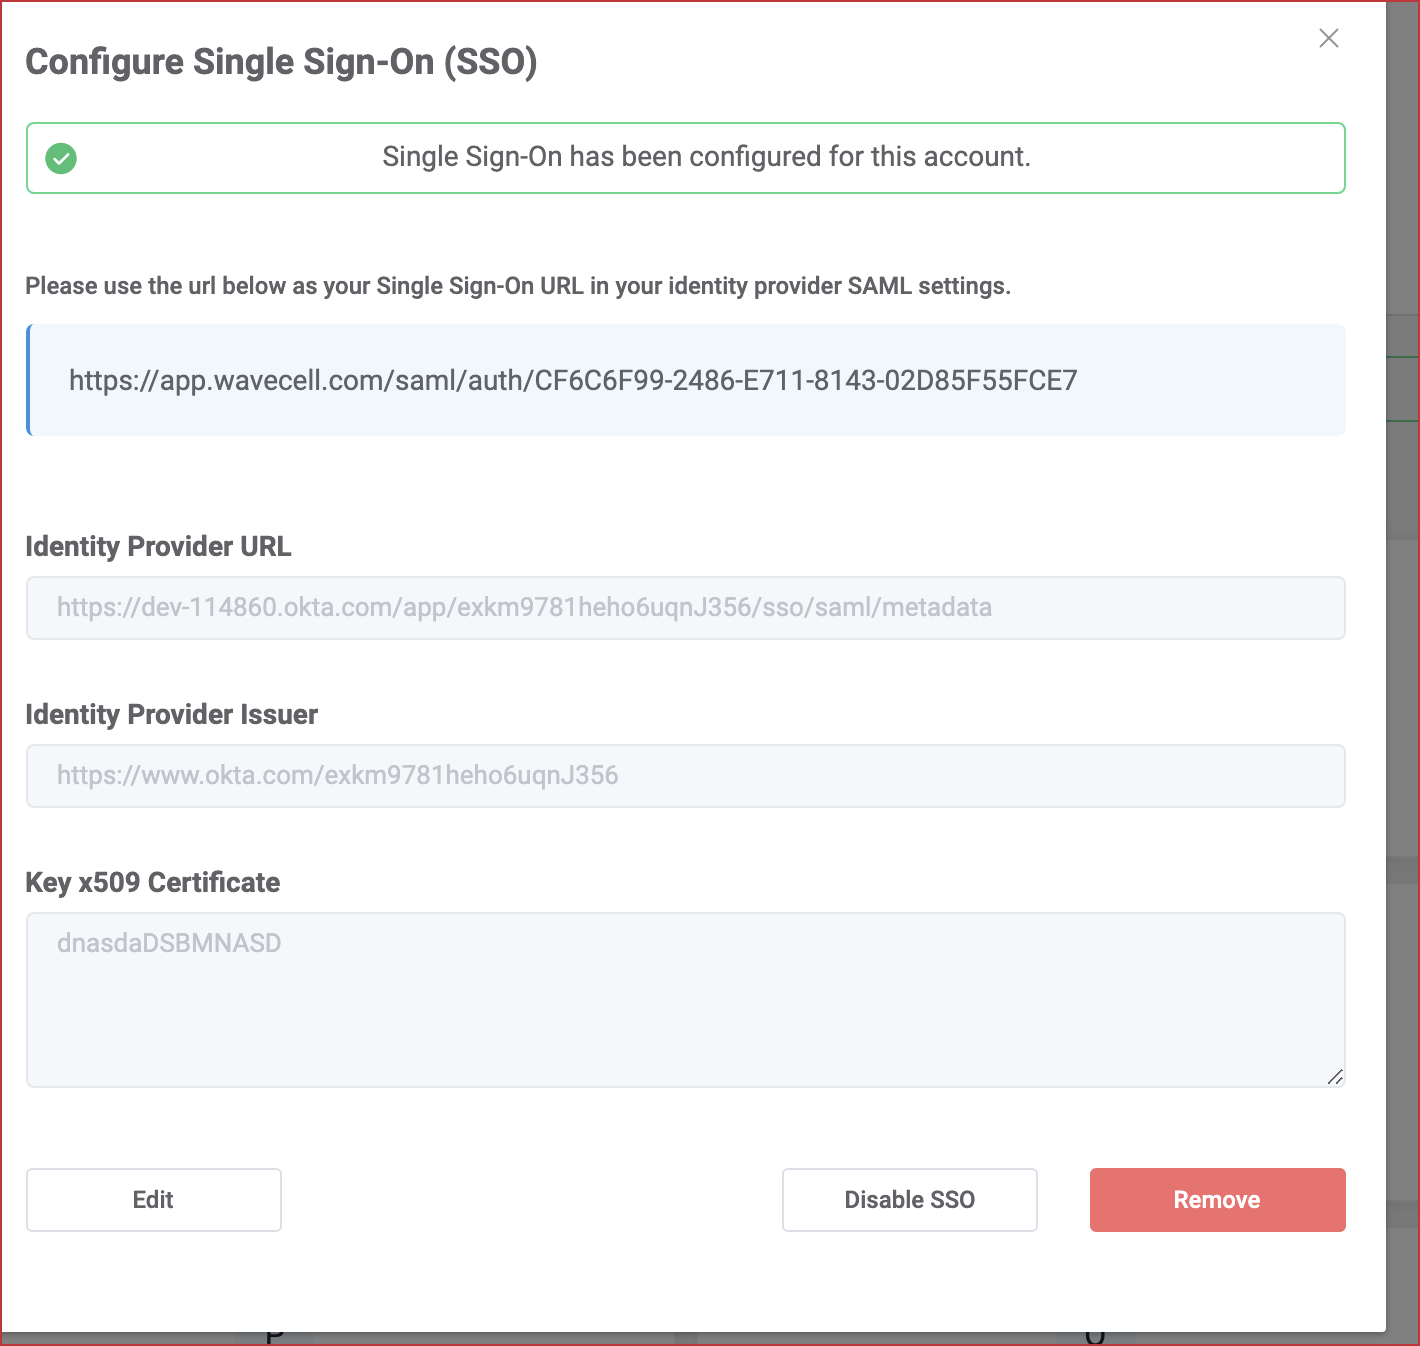 Configure Single Sign-On (SSO)
Single Sign-On has been configured for this account.
Please use the url below as your Single Sign-On URL in your identity provider SAML settings.
https://app.wavecell.com/saml/auth/CF6C6F99-2486-E711-8143-02D85F55FCE7
Identity Provider URL
https://dev-114860.okta.com/app/exkm9781heho6uqnJ356/sso/saml/metadata
Identity Provider Issuer
https://www.okta.com/exkm9781heho6uqnJ356
Key x509 Certificate
dnasdaDSBMNASD
Edit
Disable SSO
Remove